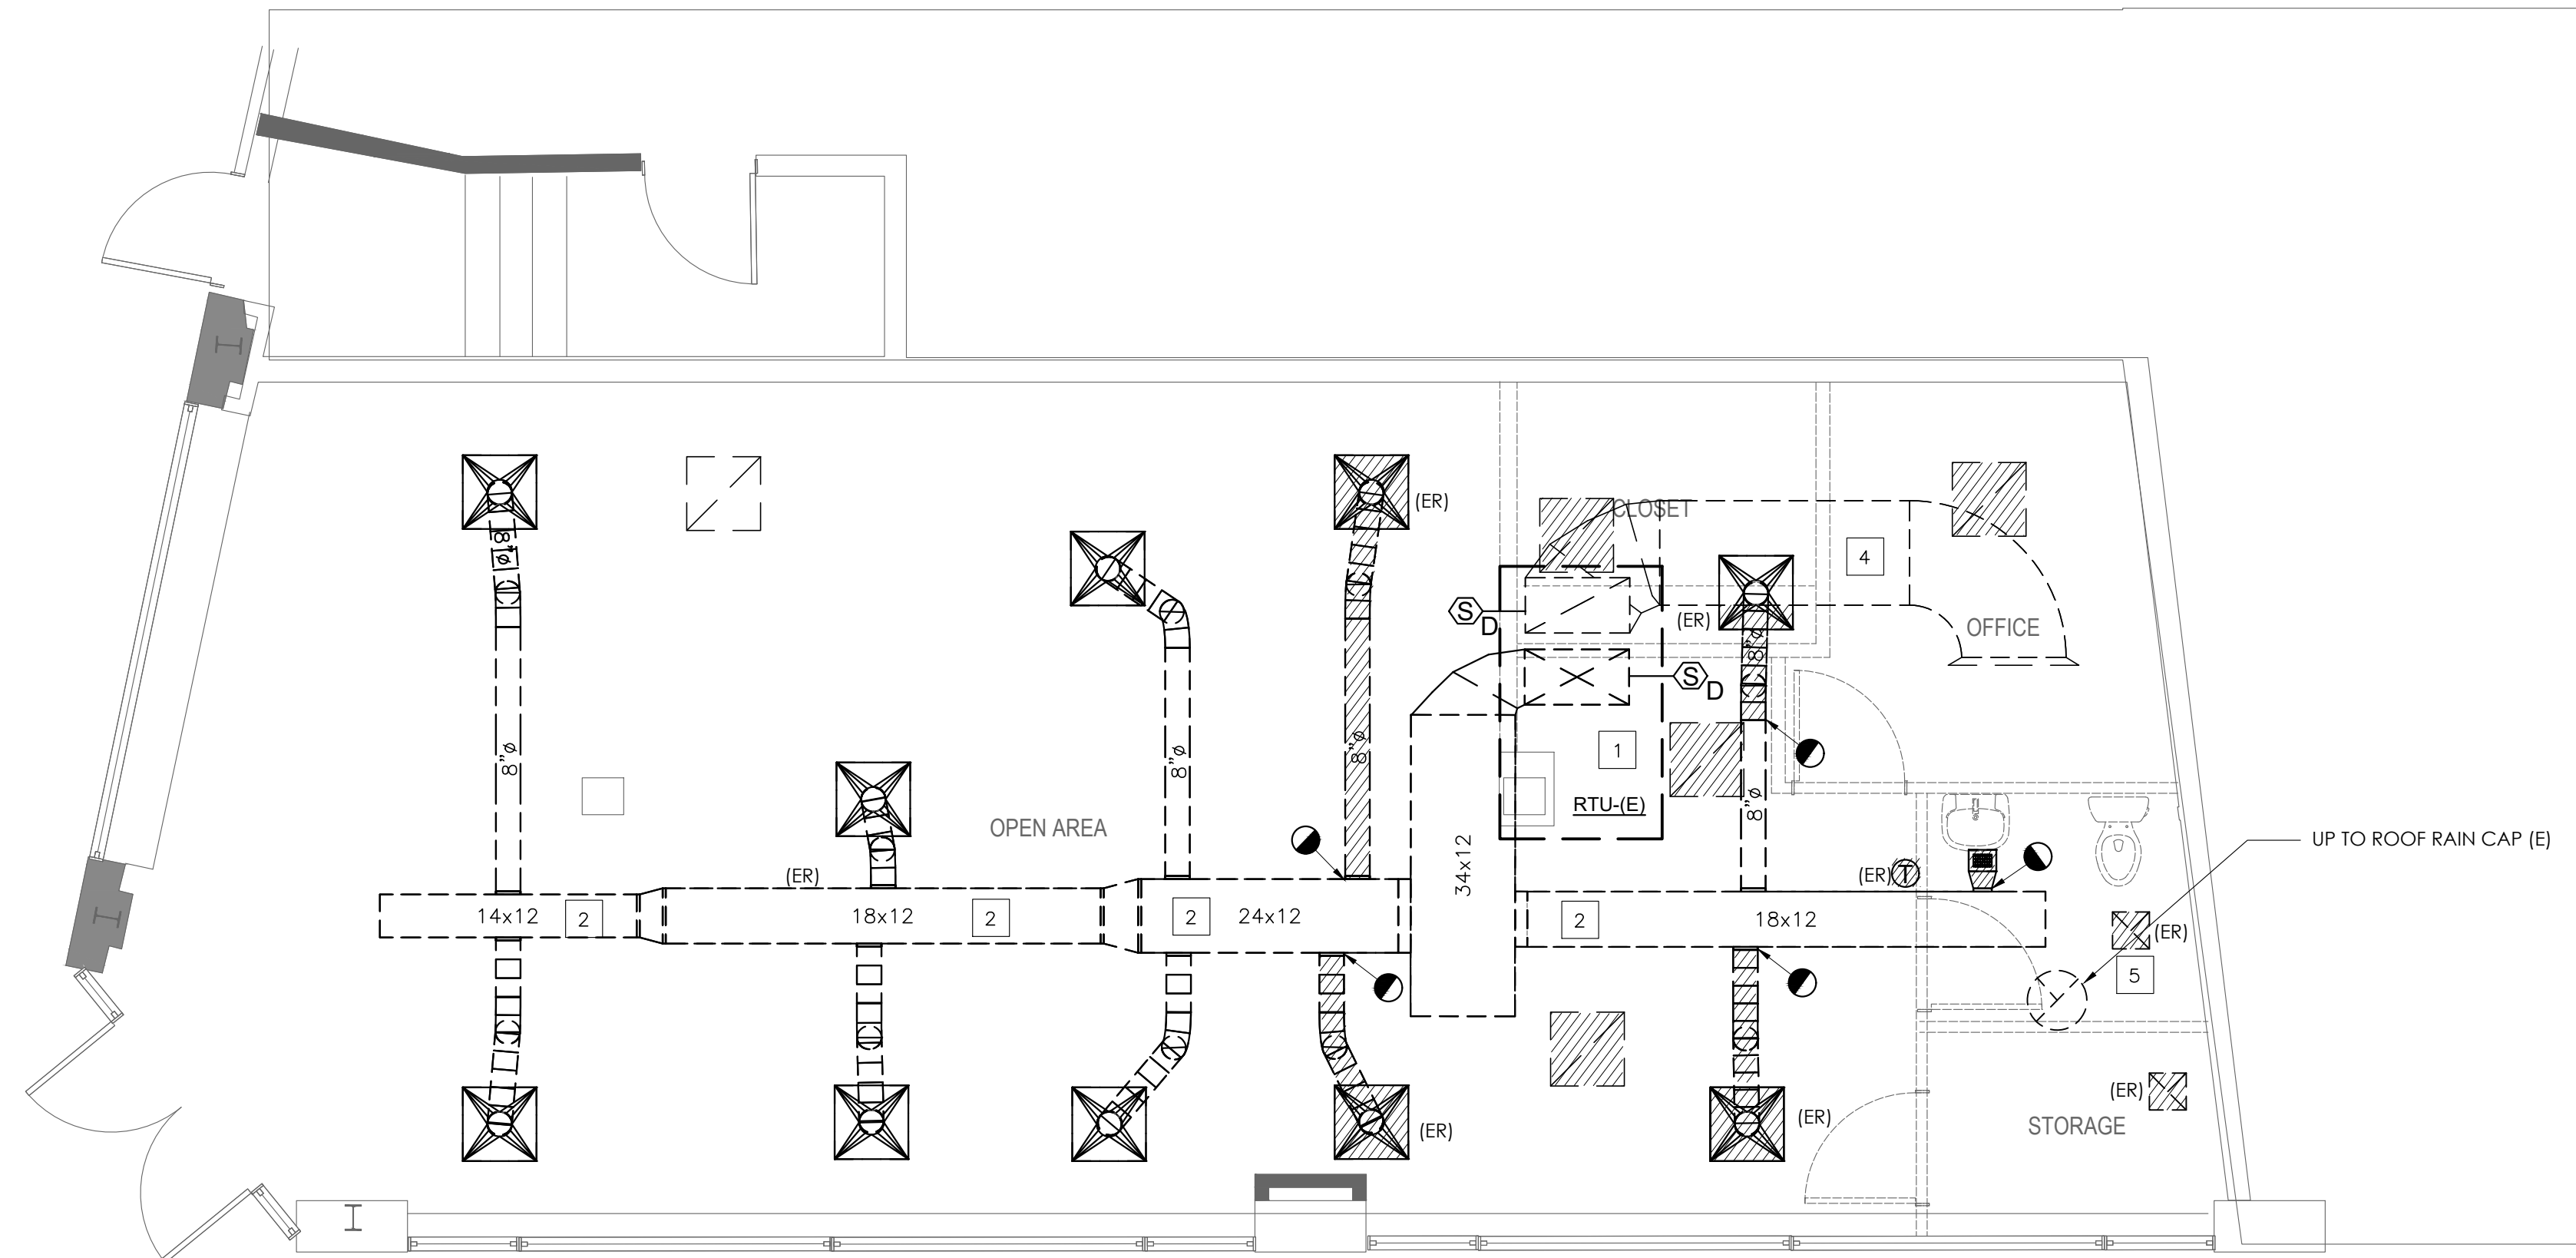 (ER)
CLOSET
8"ø
4
S
D
(ER)
OFFICE
8"ø
S
D
8"ø
8"ø
8"ø
1
RTU-(E)
8"ø
OPEN AREA
UP TO ROOF RAIN CAP (E)
34x12
(ER)
(ER)
T
14x12
2
18x12
2
2
24x12
2
18x12
(ER)
5
(ER)
(ER)
(ER)
STORAGE